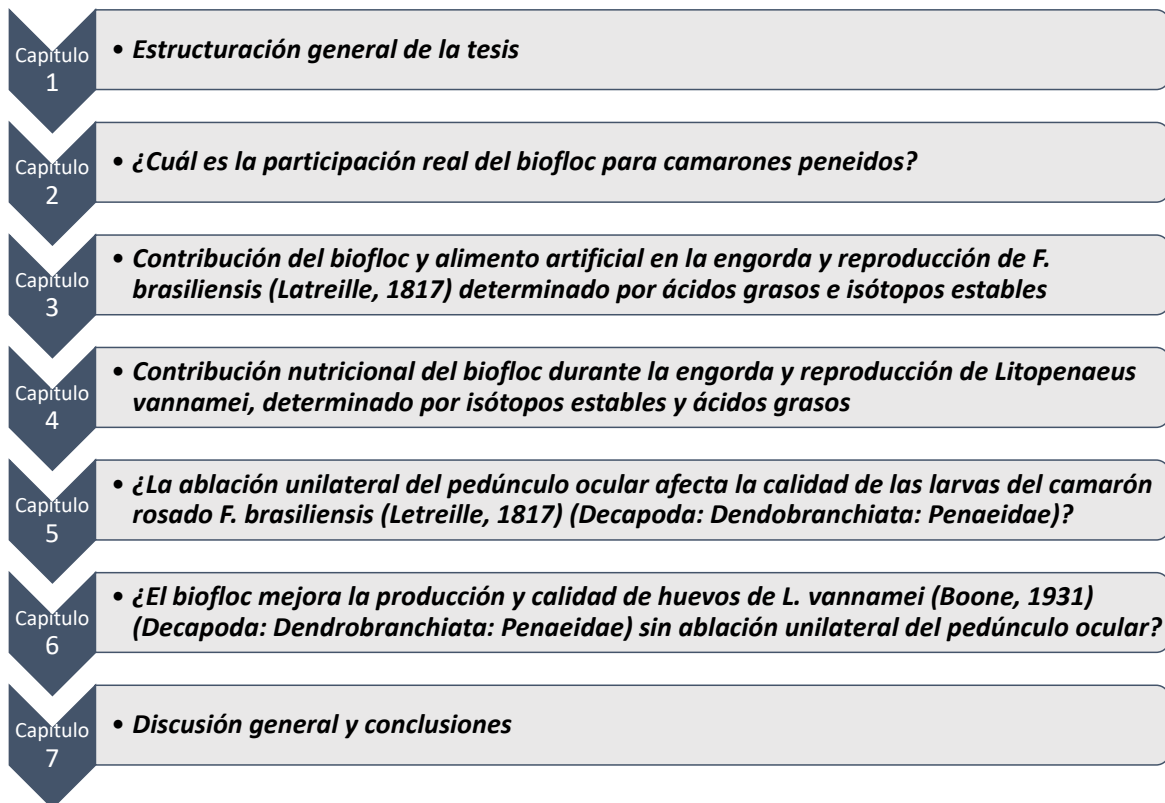 Capítulo
1
• Estructuración general de la tesis
Capítulo
2
• ¿Cuál es la participación real del biofloc para camarones peneidos?
Capítulo
3
• Contribución del biofloc y alimento artificial en la engorda y reproducción de F.
brasiliensis (Latreille, 1817) determinado por ácidos grasos e isótopos estables
Capítulo
4
• Contribución nutricional del biofloc durante la engorda y reproducción de Litopenaeus
vannamei, determinado por isótopos estables y ácidos grasos
Capítulo
5
• ¿La ablación unilateral del pedúnculo ocular afecta la calidad de las larvas del camarón
rosado F. brasiliensis (Letreille, 1817) (Decapoda: Dendobranchiata: Penaeidae)?
Capítulo
6
• ¿El biofloc mejora la producción y calidad de huevos de L. vannamei (Boone, 1931)
(Decapoda: Dendrobranchiata: Penaeidae) sin ablación unilateral del pedúnculo ocular?
Capítulo
7
• Discusión general y conclusiones